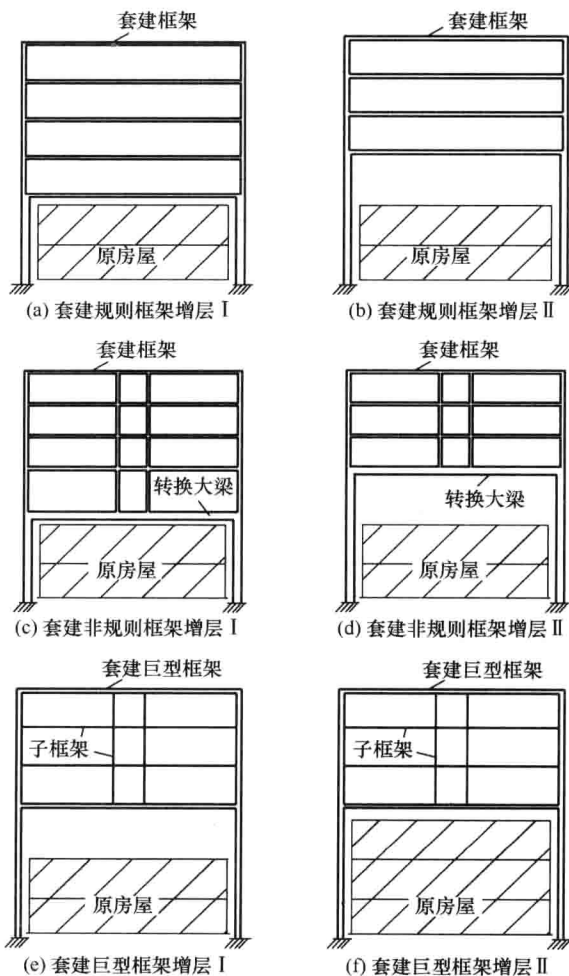 套建框架
套建框架
原房屋
原房屋
(a) 套建规则框架增层 Ⅰ
(b) 套建规则框架增层 Ⅱ
套建框架
套建框架
转换大梁
转换大梁
原房屋
原房屋
(c) 套建非规则框架增层 Ⅰ
(d) 套建非规则框架增层 Ⅱ
套建巨型框架
套建巨型框架
子框架
子框架
原房屋
原房屋
(e) 套建巨型框架增层 Ⅰ
(f) 套建巨型框架增层 Ⅱ